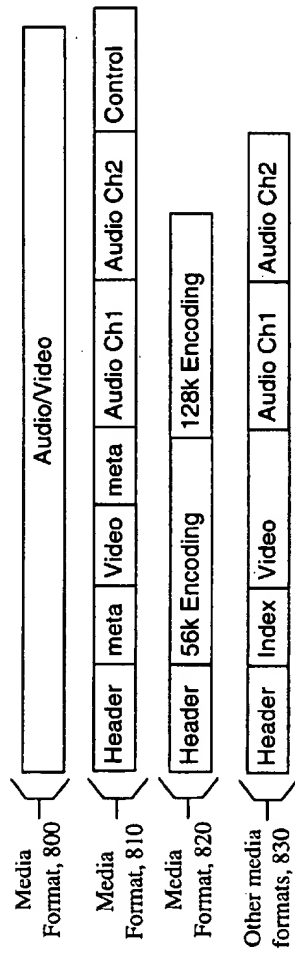 Media
Format, 800
Audio/Video
Media
Format, 810
Header meta Video meta Audio Ch1 Audio Ch2 Control
Media
Format, 820
Header 56k Encoding 128k Encoding
Other media
formats, 830
Header Index Video Audio Ch1 Audio Ch2